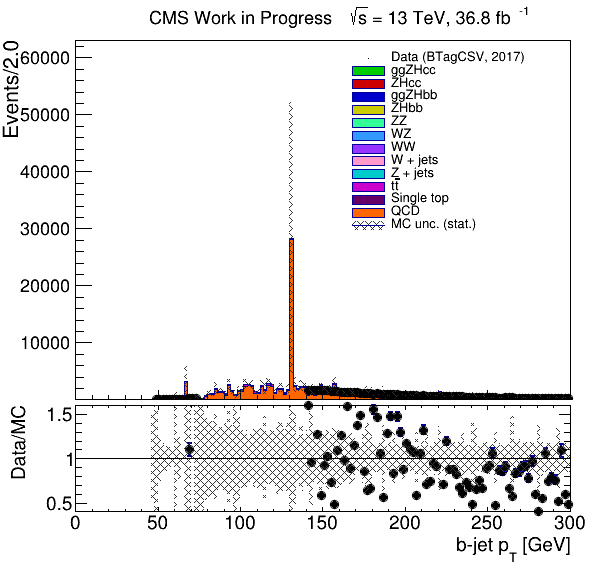 CMS Work in Progress √s = 13 TeV, 36.8 fb⁻¹
Events/2.0
60000
50000
40000
30000
20000
10000
Data (BTagCSV, 2017)
ggZHcc
ZHcc
ggZHbb
ZHbb
ZZ
WZ
WW
W + jets
Z + jets
tt̅
Single top
QCD
MC unc. (stat.)
Data/MC
1.5
1
0.5
0 50 100 150 200 250 300
b-jet p_T [GeV]